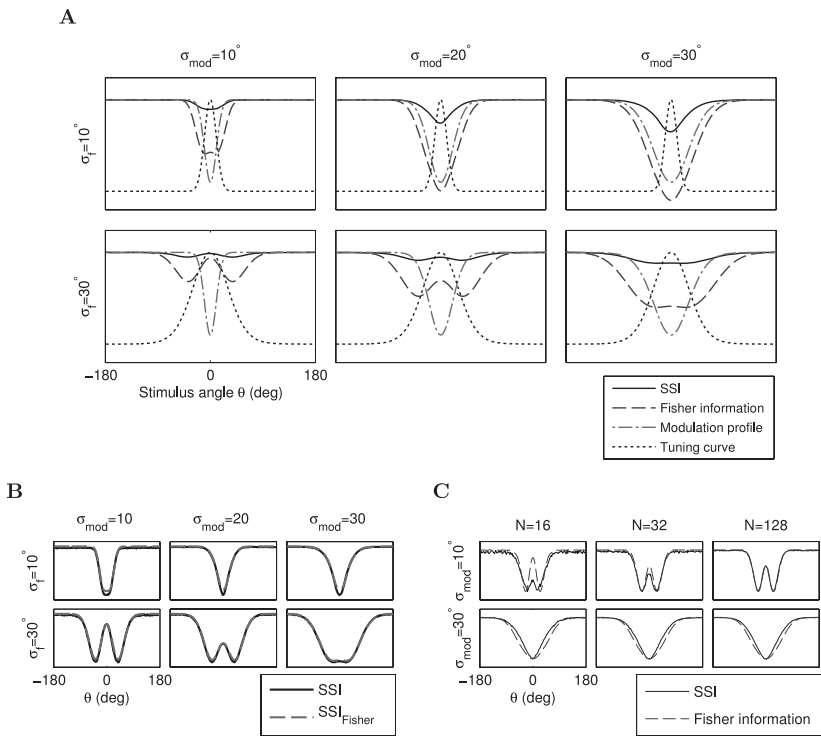 A
σmod=10°
σmod=20°
σmod=30°
σf=10°
σf=30°
−180 0 180
Stimulus angle θ (deg)
SSI
Fisher information
Modulation profile
Tuning curve
B
σmod=10
σmod=20
σmod=30
σf=10°
σf=30°
−180 0 180
θ (deg)
SSI
SSIFisher
C
N=16
N=32
N=128
σmod=10°
σmod=30°
−180 0 180
θ (deg)
SSI
Fisher information